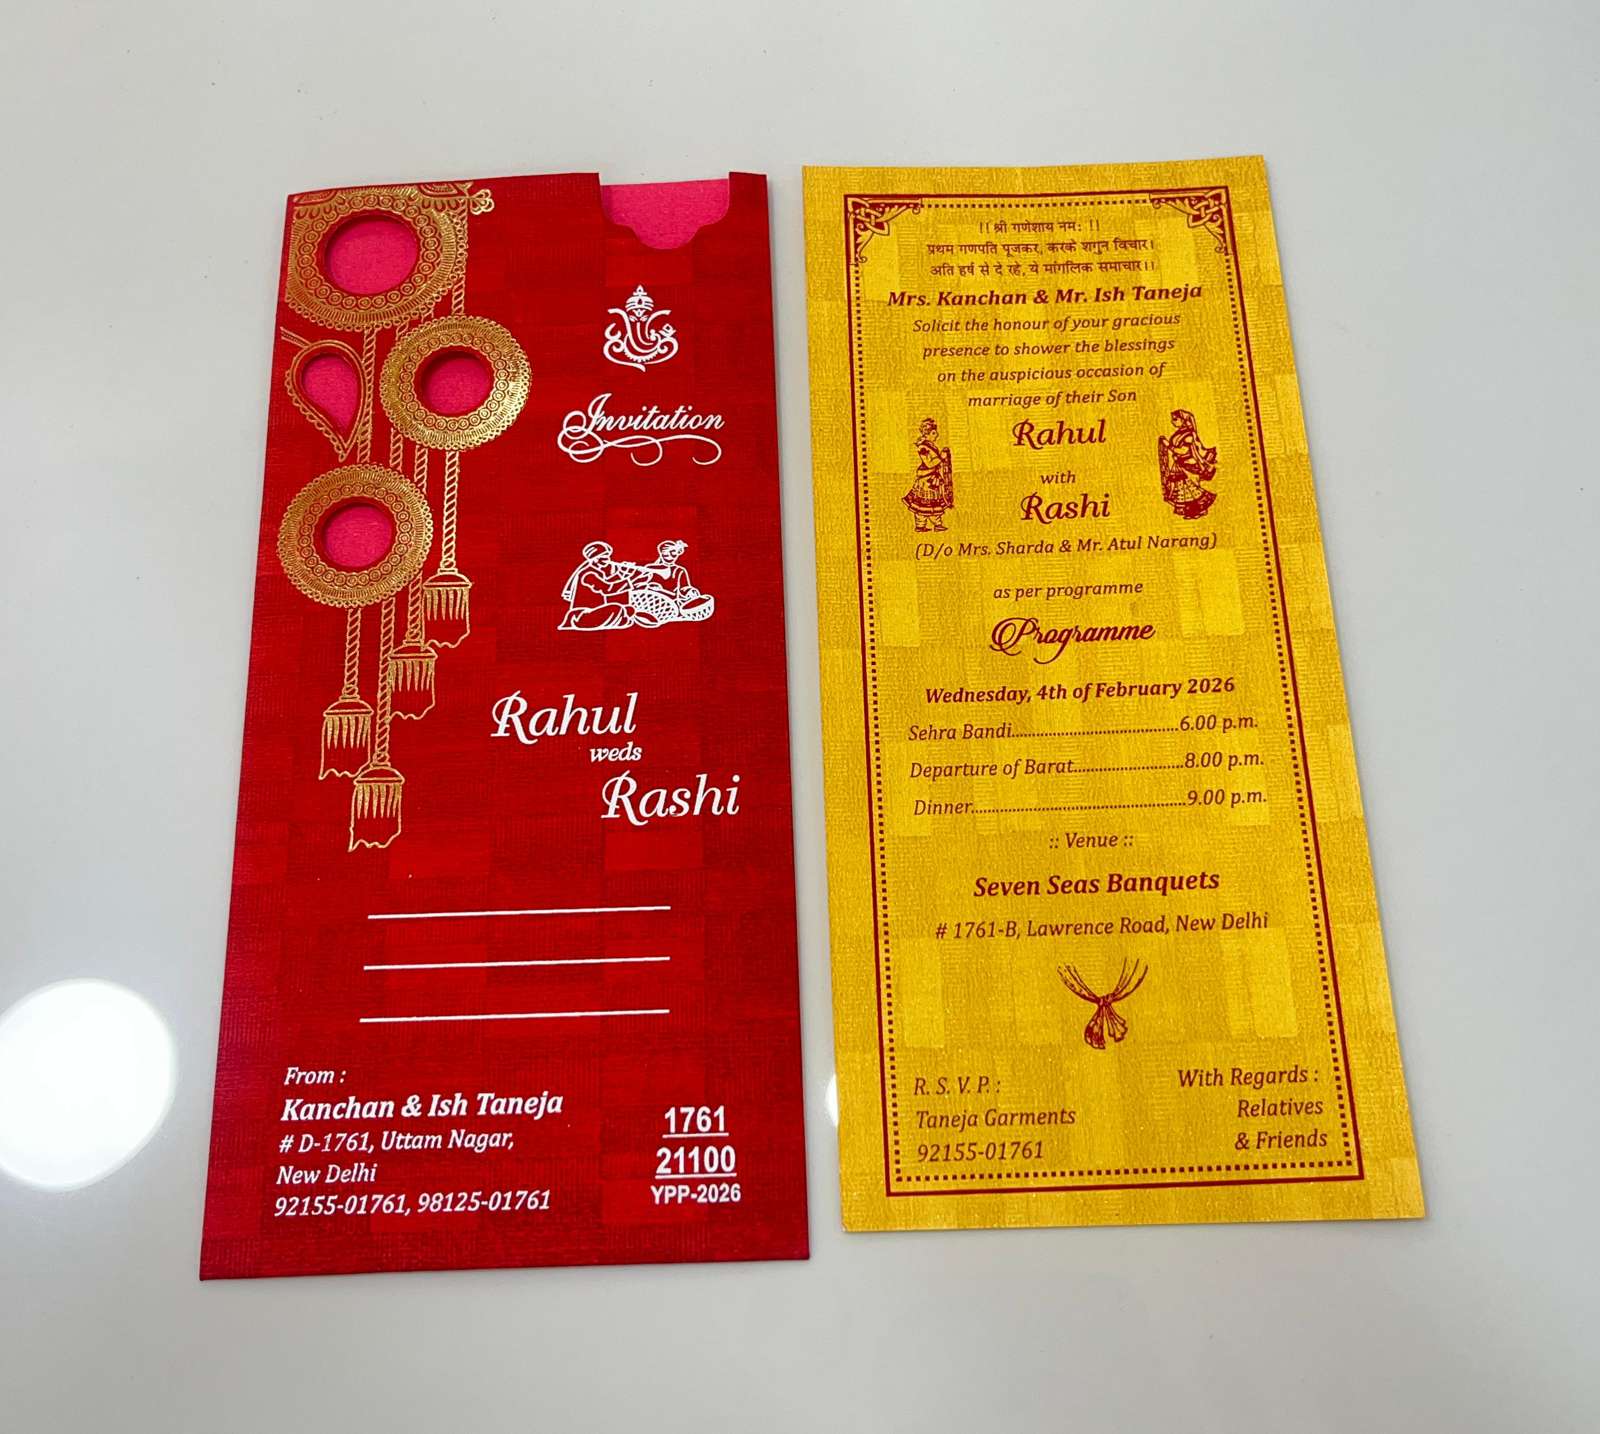 Invitation
Rahul
weds
Rashi
From :
Kanchan & Ish Taneja
# D-1761, Uttam Nagar,
New Delhi
92155-01761, 98125-01761
1761
21100
YPP-2026
!! श्री गणेशाय नमः !!
प्रथम गणपति पूजकर, करके शगुन विचार।
अति हर्ष से दे रहे, ये मांगलिक समाचार।।
Mrs. Kanchan & Mr. Ish Taneja
Solicit the honour of your gracious
presence to shower the blessings
on the auspicious occasion of
marriage of their Son
Rahul
with
Rashi
(D/o Mrs. Sharda & Mr. Atul Narang)
as per programme
Programme
Wednesday, 4th of February 2026
Sehra Bandi..........................................6.00 p.m.
Departure of Barat...........................8.00 p.m.
Dinner.....................................................9.00 p.m.
:: Venue ::
Seven Seas Banquets
# 1761-B, Lawrence Road, New Delhi
R. S. V. P. :
Taneja Garments
92155-01761
With Regards :
Relatives
& Friends